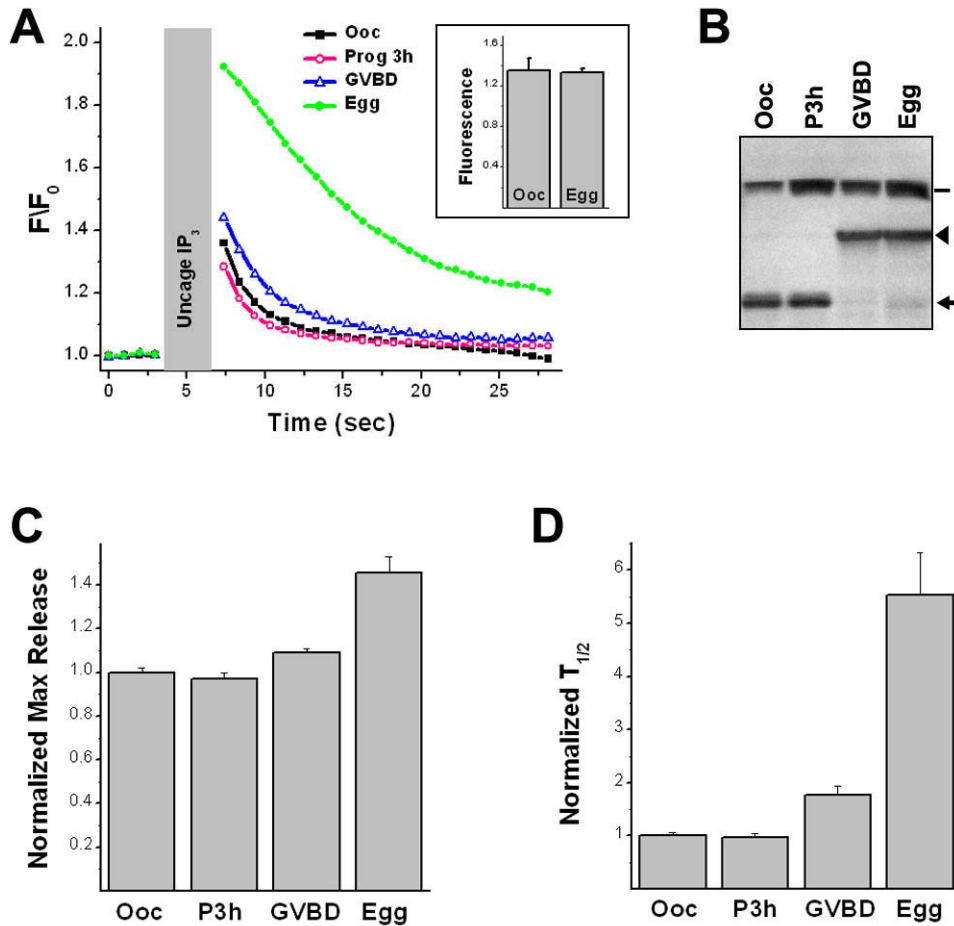 A
2.0
1.8
1.6
1.4
1.2
1.0
F\F₀
Uncage IP₃
0
5
10
15
20
25
Time (sec)
Ooc
Prog 3h
GVBD
Egg
1.6
1.2
0.8
0.4
Fluorescence
Ooc
Egg
B
Ooc
P3h
GVBD
Egg
C
1.4
1.2
1.0
0.8
0.6
0.4
0.2
Normalized Max Release
Ooc
P3h
GVBD
Egg
D
6
5
4
3
2
1
Normalized T₁/₂
Ooc
P3h
GVBD
Egg